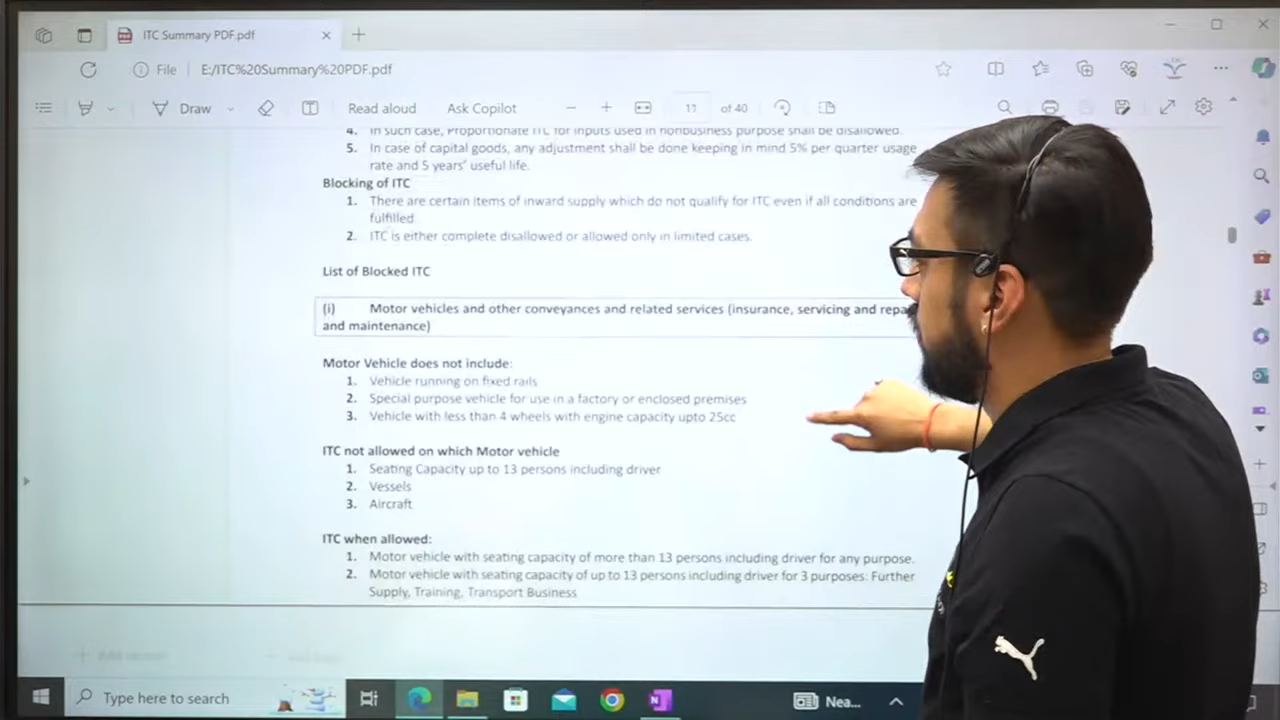 ITC Summary PDF.pdf
File
E:/ITC%20Summary%20PDF.pdf
Draw
Read aloud
Ask Copilot
11 of 40
4. In such case, Proportionate ITC for inputs used in nonbusiness purpose shall be disallowed.
5. In case of capital goods, any adjustment shall be done keeping in mind 5% per quarter usage
rate and 5 years' useful life.
Blocking of ITC
1. There are certain items of inward supply which do not qualify for ITC even if all conditions are
fulfilled
2. ITC is either complete disallowed or allowed only in limited cases.
List of Blocked ITC
(i) Motor vehicles and other conveyances and related services (insurance, servicing and repa
and maintenance)
Motor Vehicle does not include:
1. Vehicle running on fixed rails
2. Special purpose vehicle for use in a factory or enclosed premises
3. Vehicle with less than 4 wheels with engine capacity upto 25cc
ITC not allowed on which Motor vehicle
1. Seating Capacity up to 13 persons including driver
2. Vessels
3. Aircraft
ITC when allowed:
1. Motor vehicle with seating capacity of more than 13 persons including driver for any purpose.
2. Motor vehicle with seating capacity of up to 13 persons including driver for 3 purposes: Further
Supply, Training, Transport Business
Type here to search
Nea...